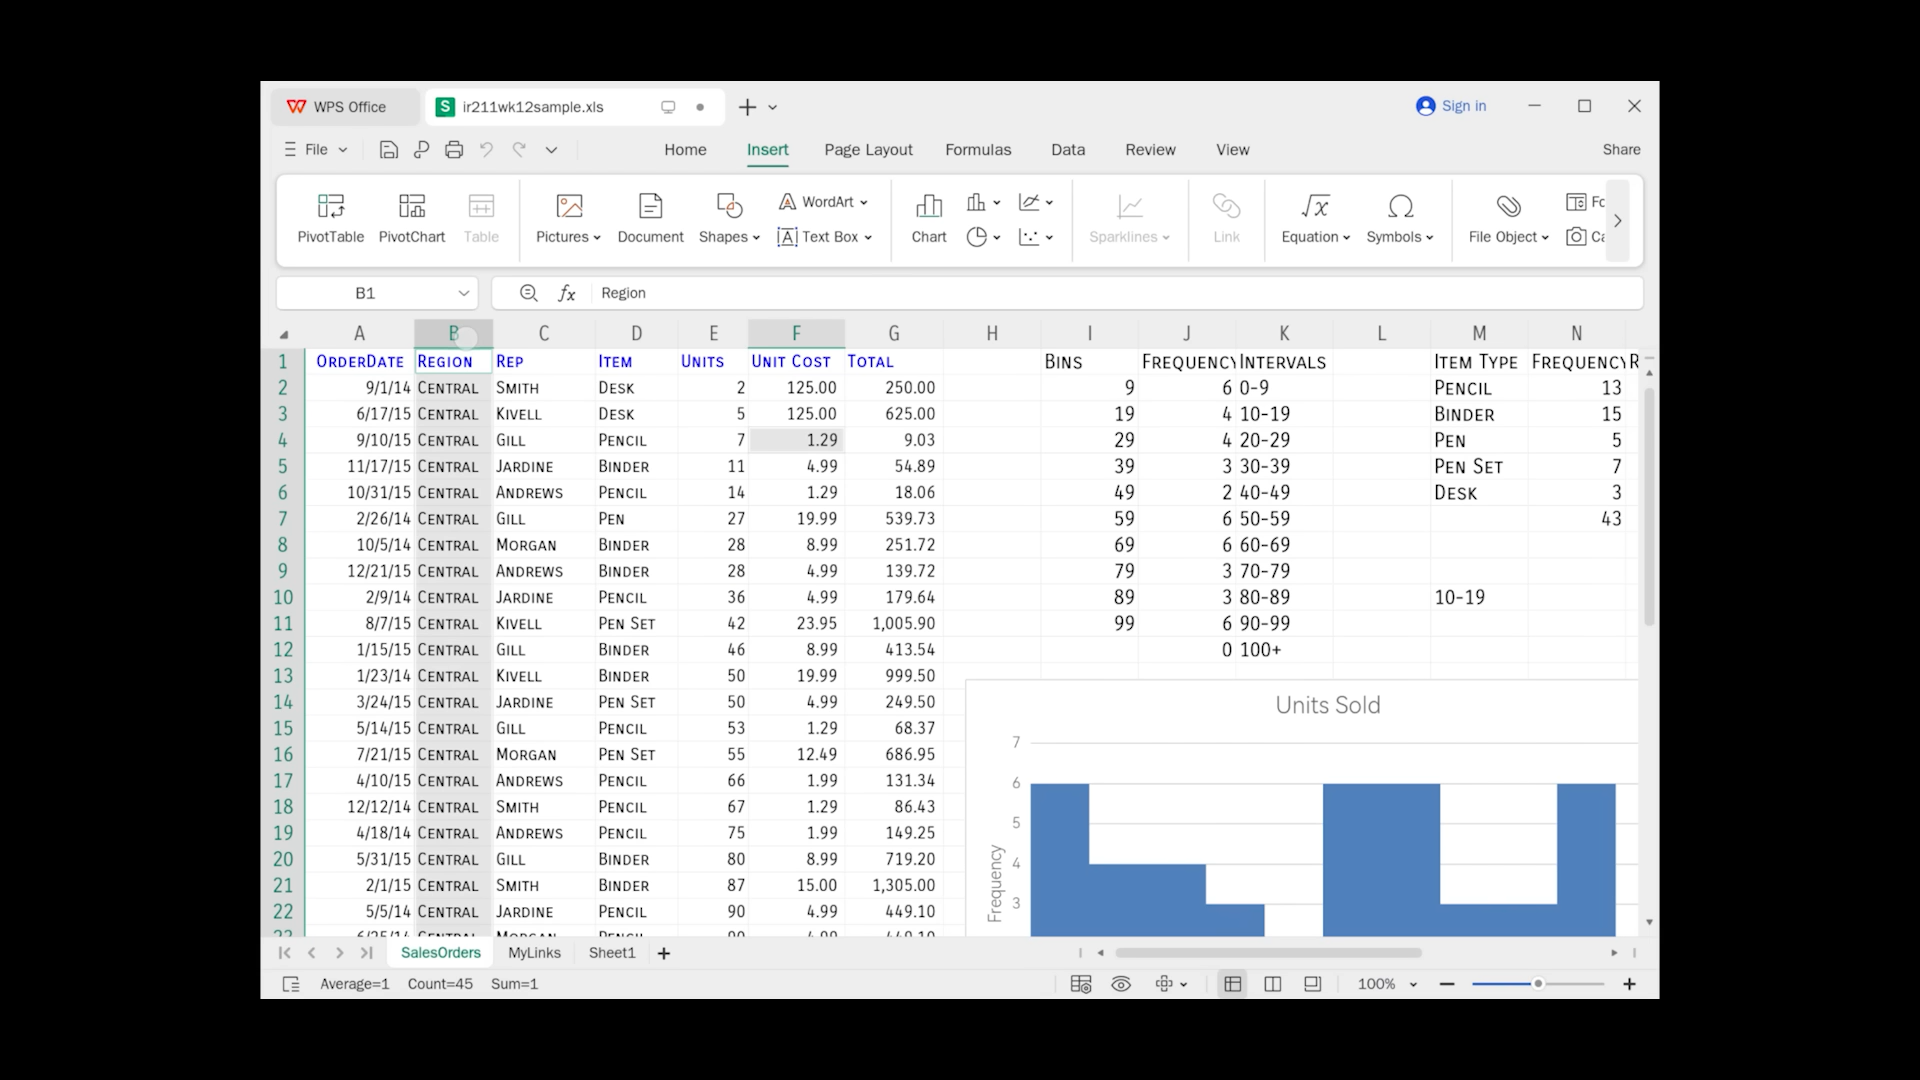 WPS Office ir211wk12sample.xls Sign in
File Home Insert Page Layout Formulas Data Review View Share
PivotTable PivotChart Table Pictures Document Shapes WordArt Text Box Chart Sparklines Link Equation Symbols File Object
B1 fx Region
A B C D E F G H I J K L M N
1 OrderDate Region Rep Item Units Unit Cost Total Bins Frequency Intervals Item Type Frequency R
2 9/1/14 Central Smith Desk 2 125.00 250.00 9 6 0-9 Pencil 13
3 6/17/15 Central Kivell Desk 5 125.00 625.00 19 4 10-19 Binder 15
4 9/10/15 Central Gill Pencil 7 1.29 9.03 29 4 20-29 Pen 5
5 11/17/15 Central Jardine Binder 11 4.99 54.89 39 3 30-39 Pen Set 7
6 10/31/15 Central Andrews Pencil 14 1.29 18.06 49 2 40-49 Desk 3
7 2/26/14 Central Gill Pen 27 19.99 539.73 59 6 50-59 43
8 10/5/14 Central Morgan Binder 28 8.99 251.72 69 6 60-69
9 12/21/15 Central Andrews Binder 28 4.99 139.72 79 3 70-79
10 2/9/14 Central Jardine Pencil 36 4.99 179.64 89 3 80-89 10-19
11 8/7/15 Central Kivell Pen Set 42 23.95 1,005.90 99 6 90-99
12 1/15/15 Central Gill Binder 46 8.99 413.54 0 100+
13 1/23/14 Central Kivell Binder 50 19.99 999.50
14 3/24/15 Central Jardine Pen Set 50 4.99 249.50
15 5/14/15 Central Gill Pencil 53 1.29 68.37
16 7/21/15 Central Morgan Pen Set 55 12.49 686.95
17 4/10/15 Central Andrews Pencil 66 1.99 131.34
18 12/12/14 Central Smith Pencil 67 1.29 86.43
19 4/18/14 Central Andrews Pencil 75 1.99 149.25
20 5/31/15 Central Gill Binder 80 8.99 719.20
21 2/1/15 Central Smith Binder 87 15.00 1,305.00
22 5/5/14 Central Jardine Pencil 90 4.99 449.10
Units Sold
7
6
5
4
3
Frequency
SalesOrders MyLinks Sheet1
Average=1 Count=45 Sum=1 100%